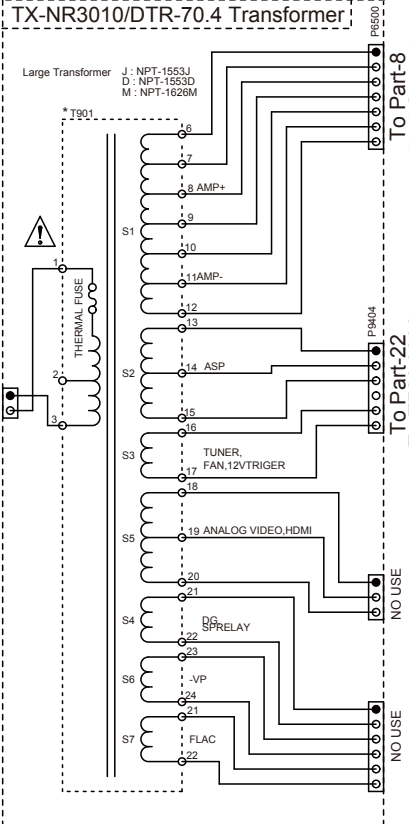 TX-NR3010/DTR-70.4 Transformer
P6500
To Part-8
Large Transformer
J : NPT-1553J
D : NPT-1553D
M : NPT-1626M
* T901
6
7
8 AMP+
9
S1
10
11 AMP-
12
1
THERMAL FUSE
2
3
13
P9404
To Part-22
S2
14 ASP
15
16
S3
TUNER,
FAN,12VTRIGER
17
18
S5
19 ANALOG VIDEO,HDMI
20
NO USE
21
S4
DG
SPRELAY
22
23
S6
-VP
24
21
S7
FLAC
22
NO USE